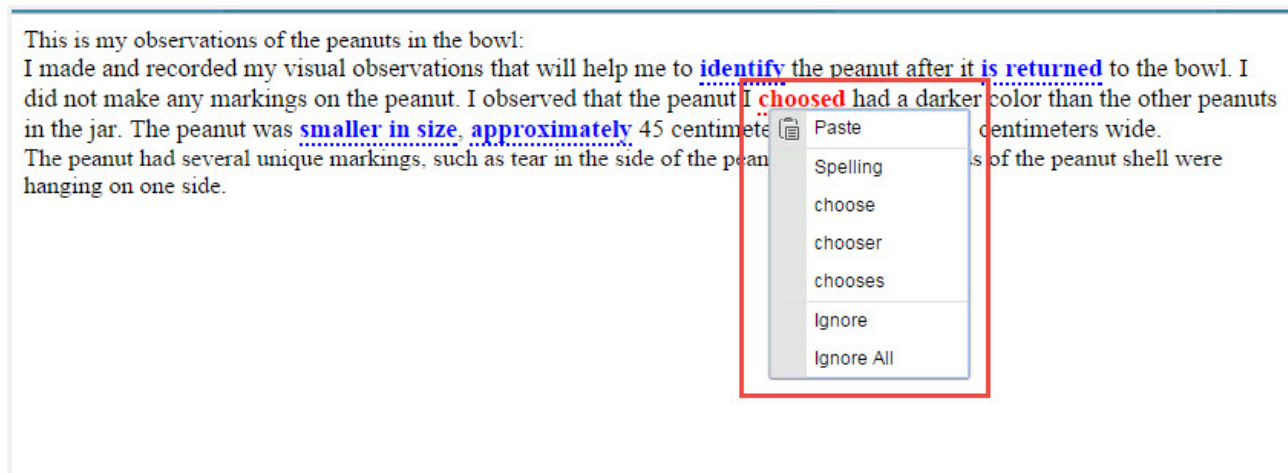 This is my observations of the peanuts in the bowl:
I made and recorded my visual observations that will help me to identify the peanut after it is returned to the bowl. I
did not make any markings on the peanut. I observed that the peanut I choosed had a darker color than the other peanuts
in the jar. The peanut was smaller in size, approximately 45 centimete centimeters wide.
The peanut had several unique markings, such as tear in the side of the pean s of the peanut shell were
hanging on one side.
Paste
Spelling
choose
chooser
chooses
Ignore
Ignore All